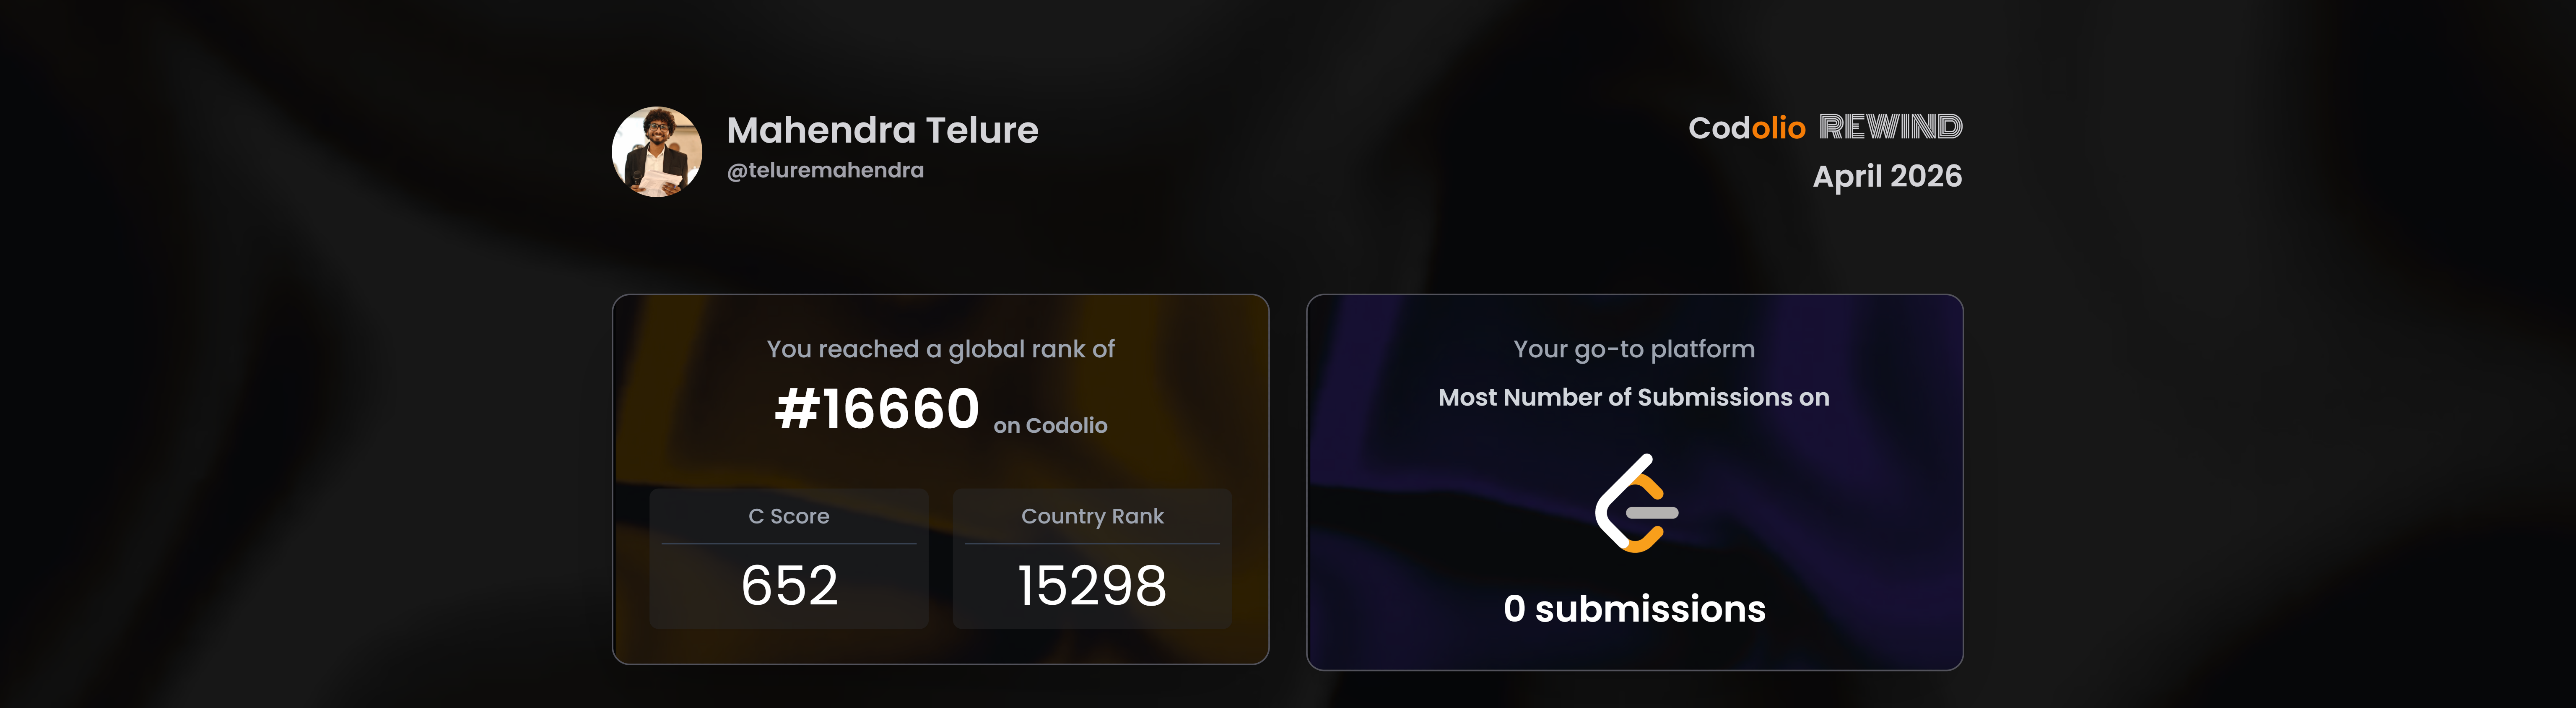 Mahendra Telure
@teluremahendra
Codolio REWIND
April 2026
You reached a global rank of
#16660 on Codolio
C Score
652
Country Rank
15298
Your go-to platform
Most Number of Submissions on
0 submissions